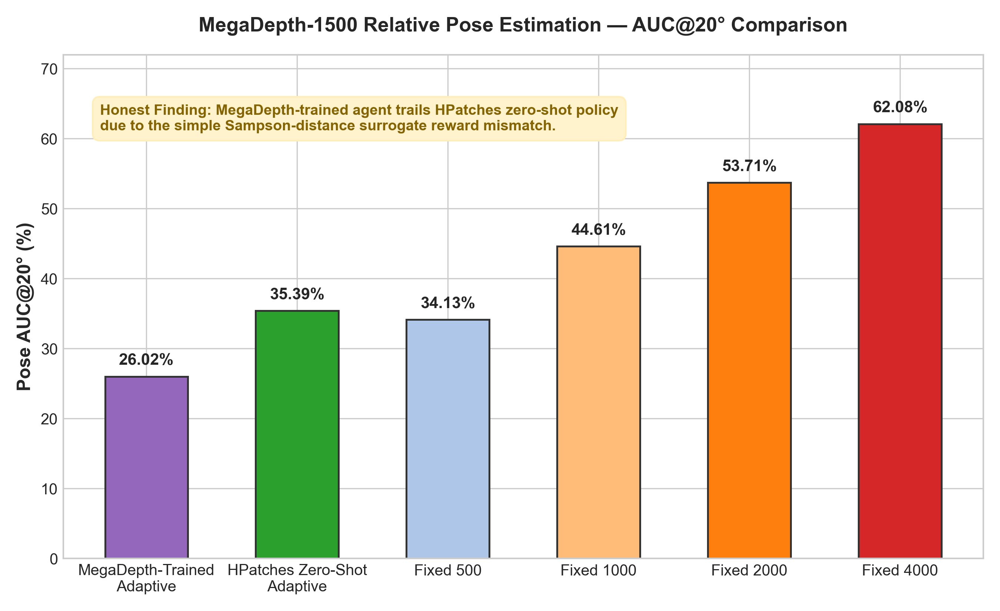 MegaDepth-1500 Relative Pose Estimation — AUC@20° Comparison
Pose AUC@20° (%)
70
60
50
40
30
20
10
0
Honest Finding: MegaDepth-trained agent trails HPatches zero-shot policy
due to the simple Sampson-distance surrogate reward mismatch.
26.02%
35.39%
34.13%
44.61%
53.71%
62.08%
MegaDepth-Trained
Adaptive
HPatches Zero-Shot
Adaptive
Fixed 500
Fixed 1000
Fixed 2000
Fixed 4000